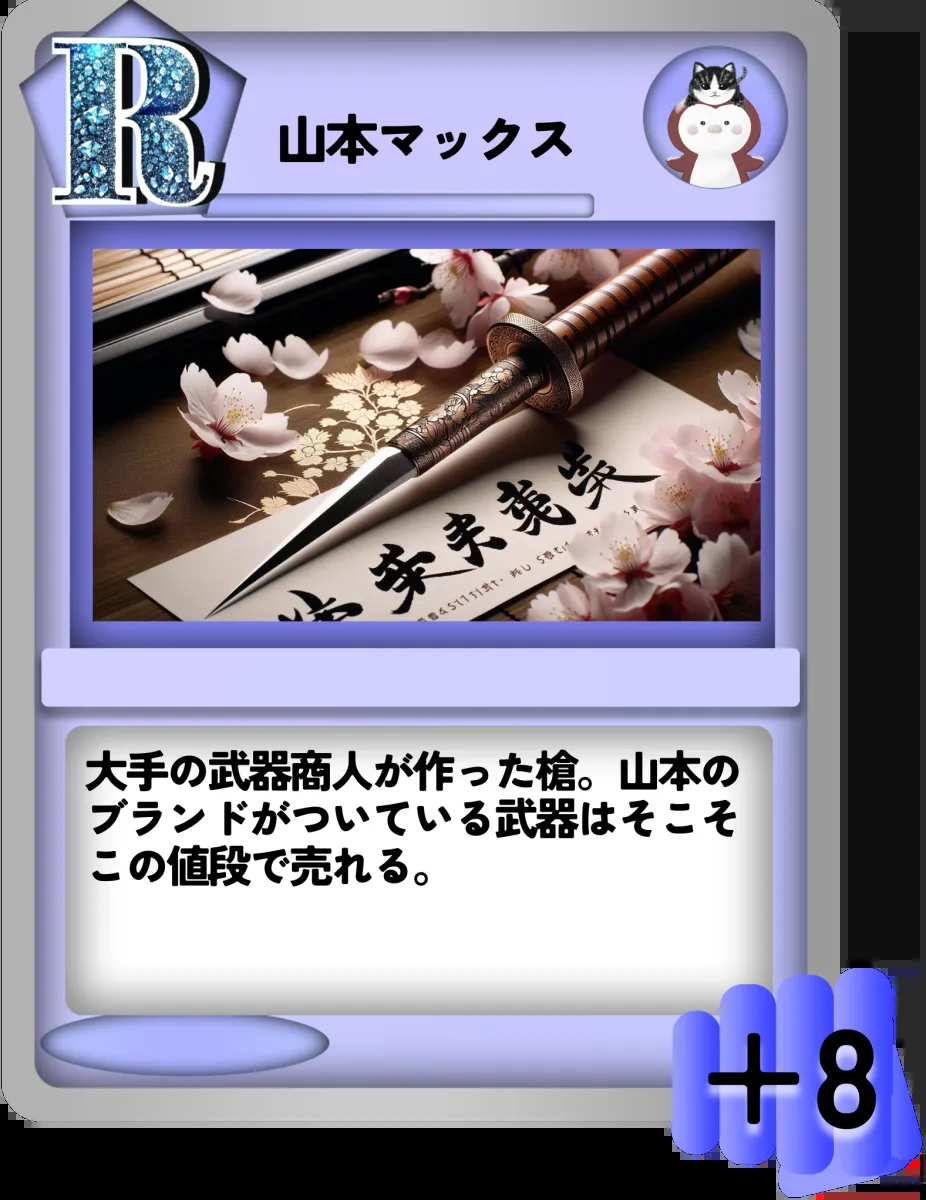 R
山本マックス
大手の武器商人が作った槍。山本の
ブランドがついている武器はそこそ
この値段で売れる。
+8